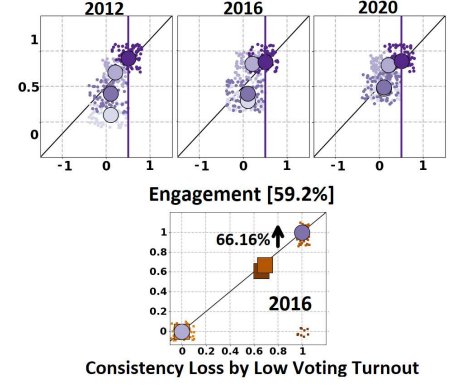 2012 2016 2020
1
0.5
0
-1 0 1 -1 0 1 -1 0 1
Engagement [59.2%]
1
66.16%
0.8
0.6
0.4
2016
0.2
0
0 0.2 0.4 0.6 0.8 1
Consistency Loss by Low Voting Turnout